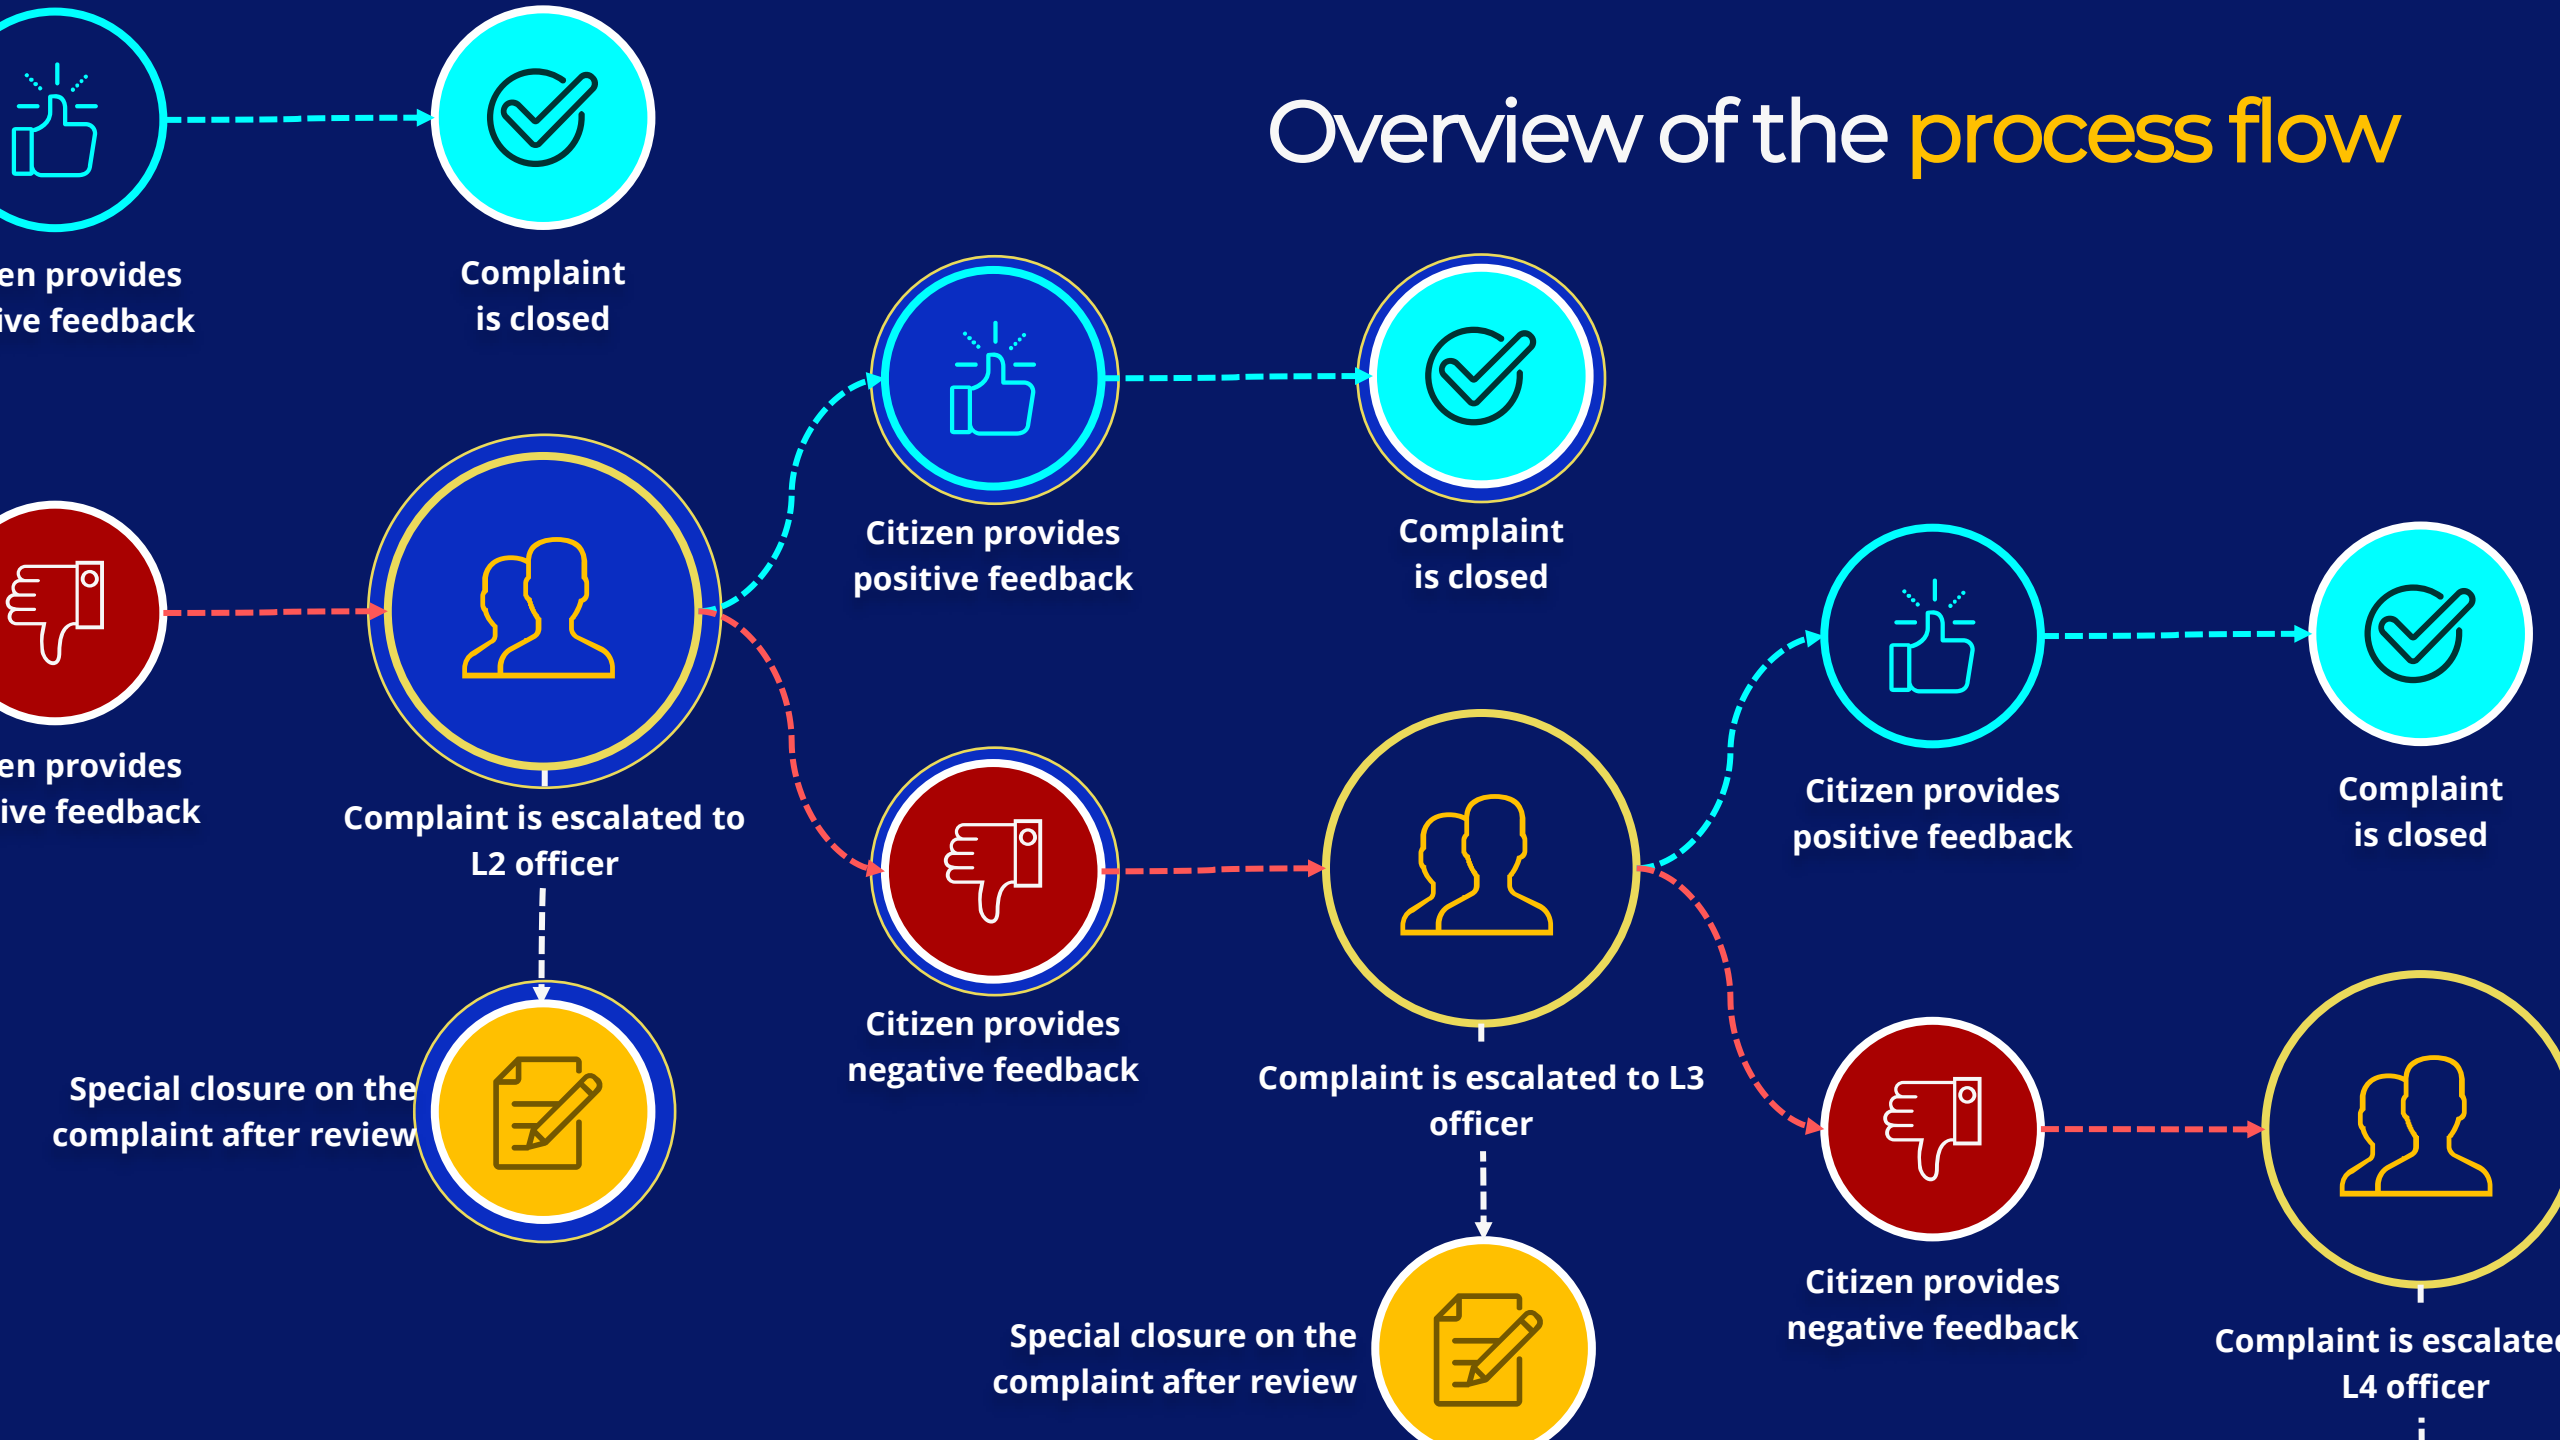 Overview of the process flow
en provides
ive feedback
Complaint
is closed
Citizen provides
positive feedback
Complaint
is closed
en provides
ive feedback
Complaint is escalated to
L2 officer
Citizen provides
positive feedback
Complaint
is closed
Special closure on the
complaint after review
Citizen provides
negative feedback
Complaint is escalated to L3
officer
Special closure on the
complaint after review
Citizen provides
negative feedback
Complaint is escalated
L4 officer